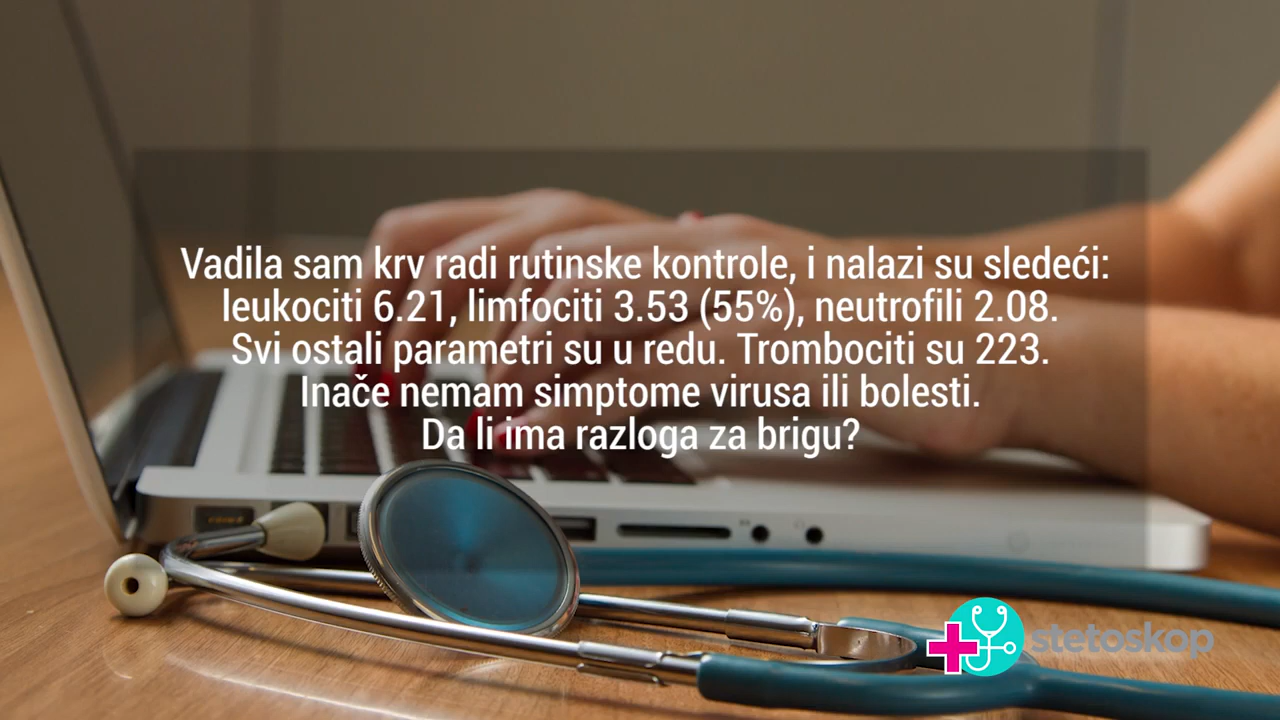 Vadila sam krv radi rutinske kontrole, i nalazi su sledeći:
leukociti 6.21, limfociti 3.53 (55%), neutrofili 2.08.
Svi ostali parametri su u redu. Trombociti su 223.
Inače nemam simptome virusa ili bolesti.
Da li ima razloga za brigu?
stetoskop